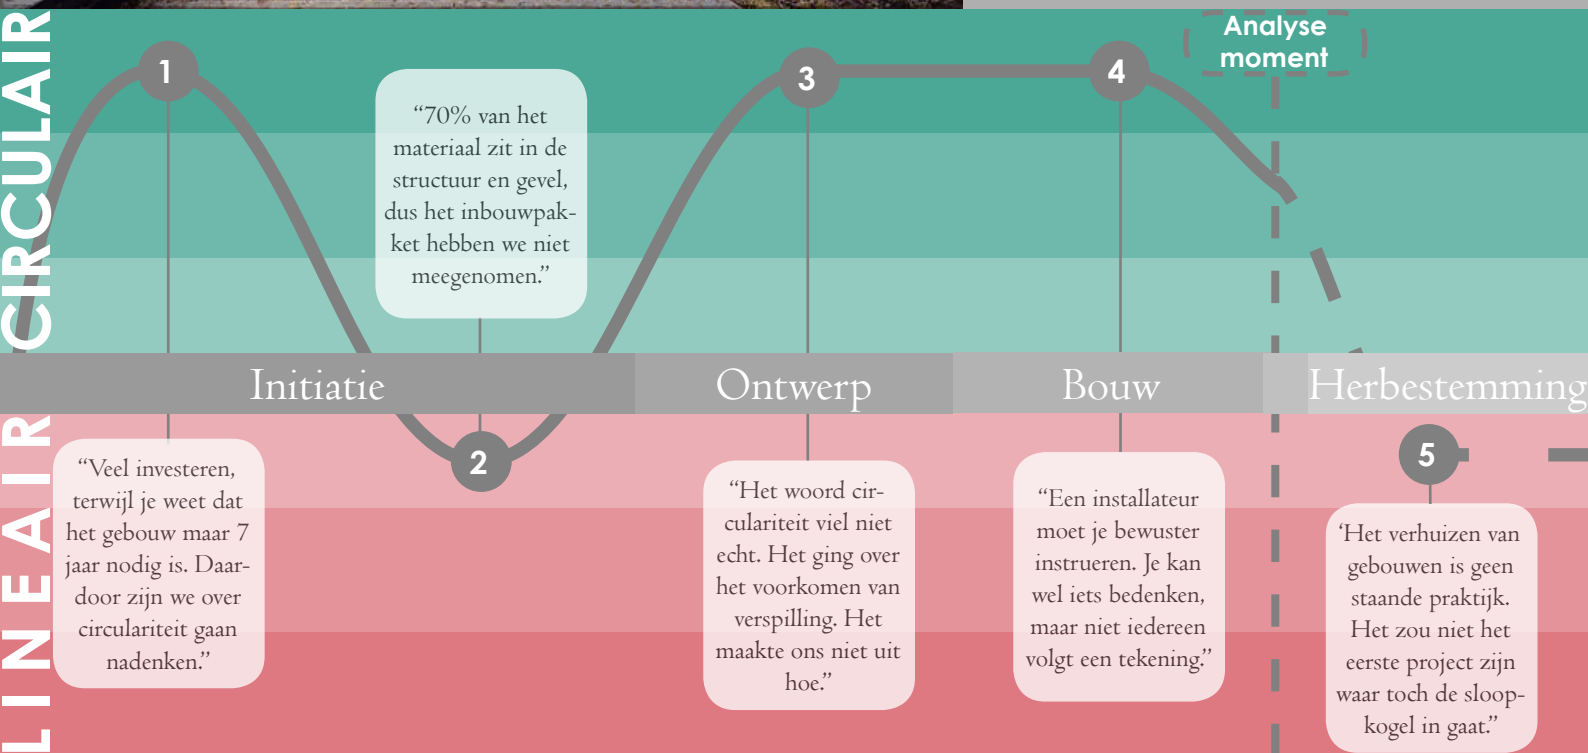 CIRCULAIR
LINEAIR
Analyse
moment
1
2
3
4
5
“70% van het
materiaal zit in de
structuur en gevel,
dus het inbouwpak-
ket hebben we niet
meegenomen.”
Initiatie
Ontwerp
Bouw
Herbestemming
“Veel investeren,
terwijl je weet dat
het gebouw maar 7
jaar nodig is. Daar-
door zijn we over
circulariteit gaan
nadenken.”
“Het woord cir-
culariteit viel niet
echt. Het ging over
het voorkomen van
verspilling. Het
maakte ons niet uit
hoe.”
“Een installateur
moet je bewuster
instrueren. Je kan
wel iets bedenken,
maar niet iedereen
volgt een tekening.”
‘Het verhuizen van
gebouwen is geen
staande praktijk.
Het zou niet het
eerste project zijn
waar toch de sloop-
kogel in gaat.”